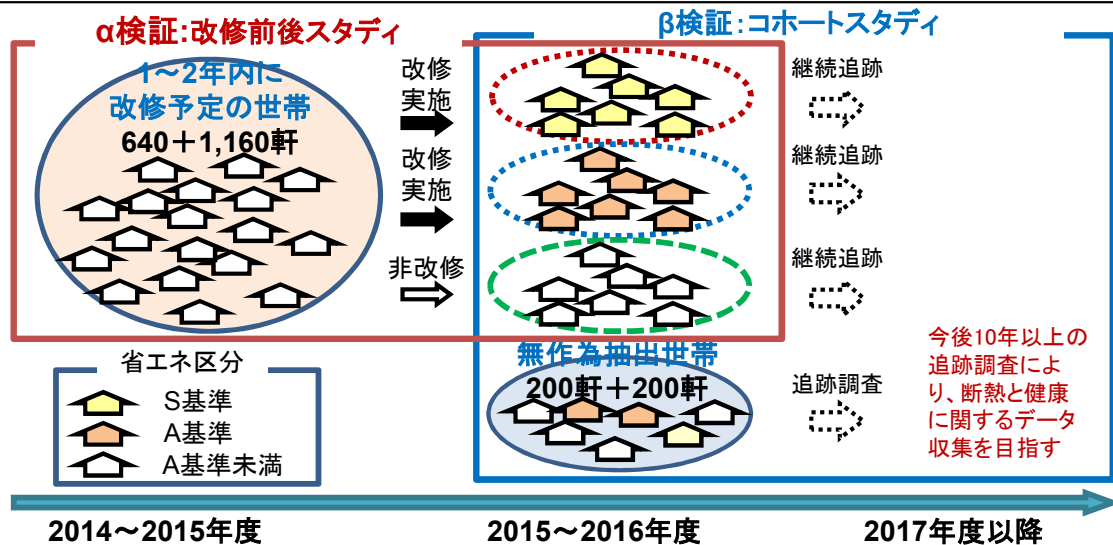 α検証:改修前後スタディ
β検証:コホートスタディ
1～2年内に
改修予定の世帯
640＋1,160軒
改修
実施
改修
実施
非改修
継続追跡
継続追跡
継続追跡
無作為抽出世帯
200軒＋200軒
追跡調査
今後10年以上の
追跡調査によ
り、断熱と健康
に関するデータ
収集を目指す
省エネ区分
S基準
A基準
A基準未満
2014～2015年度
2015～2016年度
2017年度以降